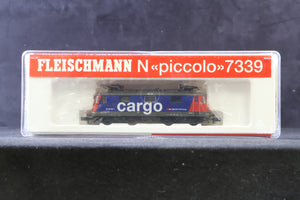 FLEISCHMANN N «piccolo» 7339
cargo